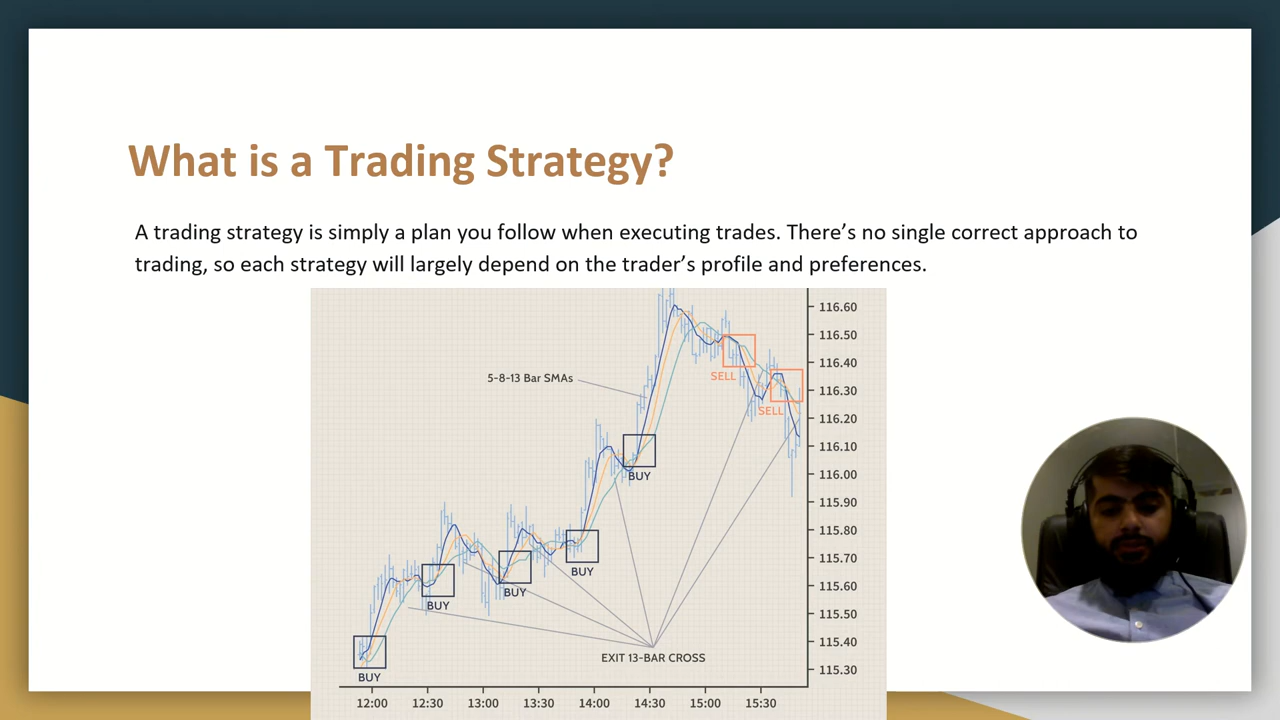 What is a Trading Strategy?
A trading strategy is simply a plan you follow when executing trades. There’s no single correct approach to
trading, so each strategy will largely depend on the trader’s profile and preferences.
116.60
116.50
116.40
116.30
116.20
116.10
116.00
115.90
115.80
115.70
115.60
115.50
115.40
115.30
5-8-13 Bar SMAs
SELL
SELL
BUY
BUY
BUY
BUY
BUY
EXIT 13-BAR CROSS
12:00 12:30 13:00 13:30 14:00 14:30 15:00 15:30